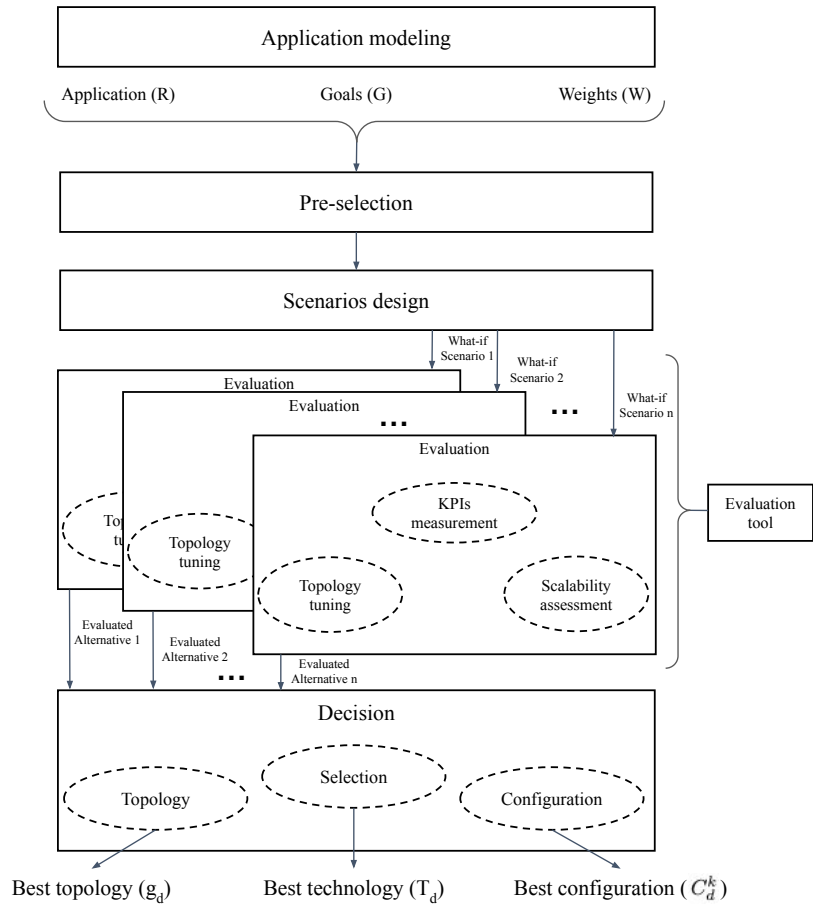 Application modeling
Application (R)
Goals (G)
Weights (W)
Pre-selection
Scenarios design
What-if
Scenario 1
What-if
Scenario 2
What-if
Scenario n
...
Evaluation
Evaluation
...
Evaluation
KPIs
measurement
Topology
tuning
Topology
tuning
Scalability
assessment
Evaluation
tool
Evaluated
Alternative 1
Evaluated
Alternative 2
...
Evaluated
Alternative n
Decision
Topology
Selection
Configuration
Best topology (g_d)
Best technology (T_d)
Best configuration (C_d^k)